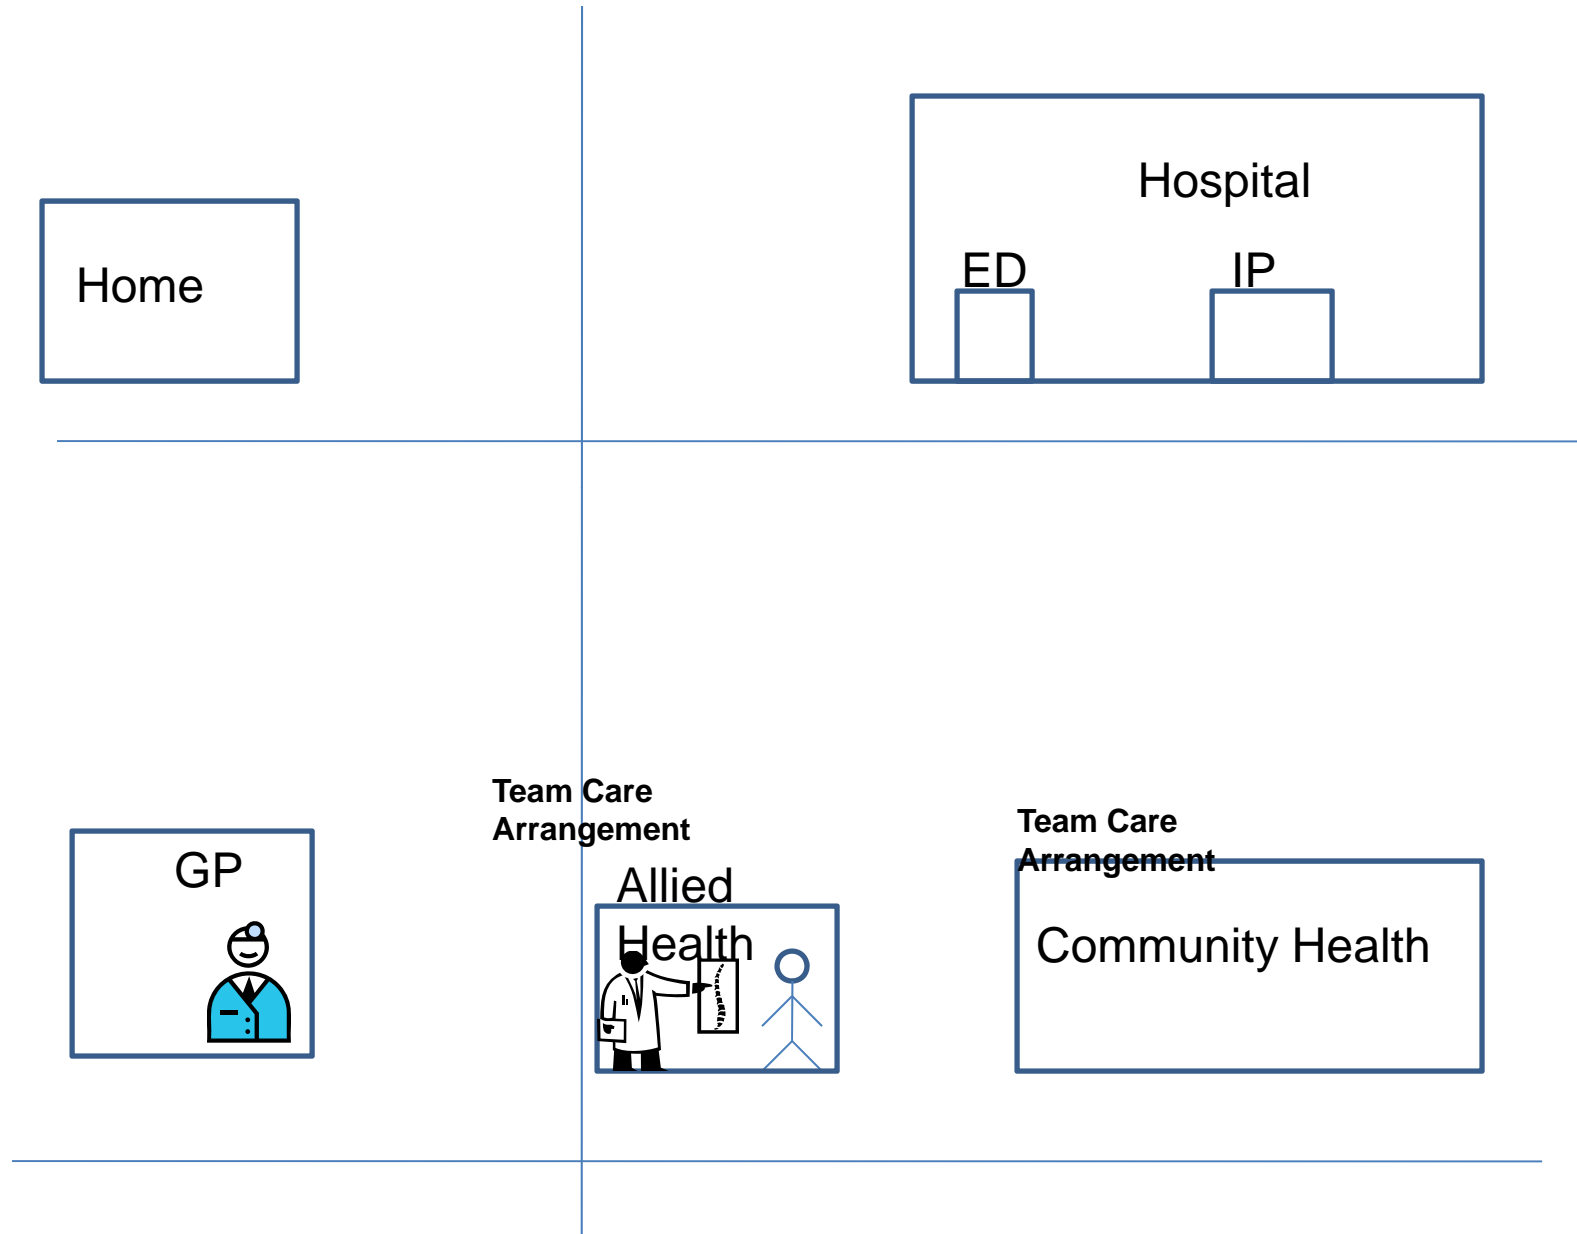 Hospital
ED
IP
Home
Team Care
Arrangement
Team Care
Arrangement
GP
Allied
Health
Community Health